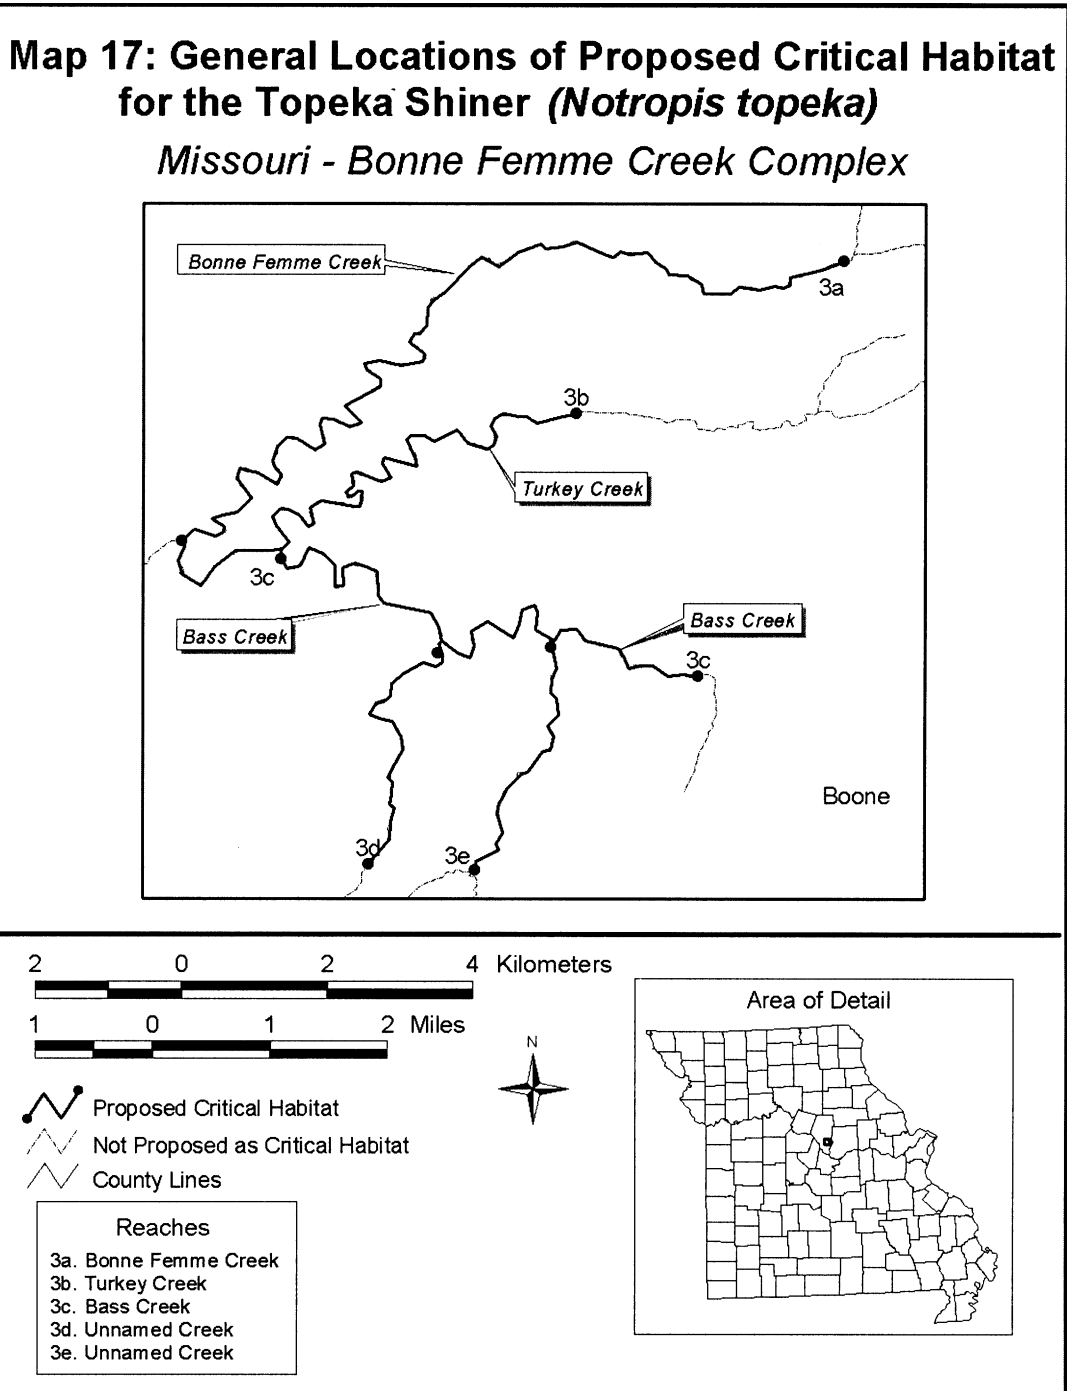 Map 17: General Locations of Proposed Critical Habitat
for the Topeka Shiner (Notropis topeka)
Missouri - Bonne Femme Creek Complex
Bonne Femme Creek
3a
3b
Turkey Creek
3c
Bass Creek
Bass Creek
3c
Boone
3d
3e
2 0 2 4 Kilometers
1 0 1 2 Miles
N
Proposed Critical Habitat
Not Proposed as Critical Habitat
County Lines
Reaches
3a. Bonne Femme Creek
3b. Turkey Creek
3c. Bass Creek
3d. Unnamed Creek
3e. Unnamed Creek
Area of Detail